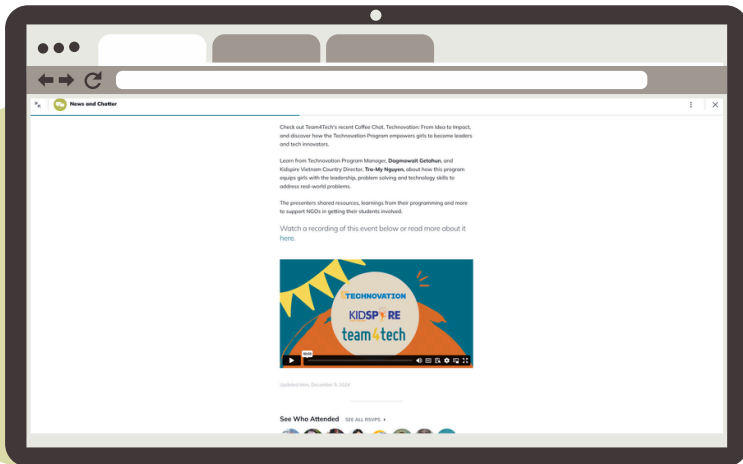 News and Chatter
Check out Team4Tech's recent Coffee Chat, Technovation: From Idea to Impact,
and discover how the Technovation Program empowers girls to become leaders
and tech innovators.
Learn from Technovation Program Manager, Dagmawait Getahun, and
Kidspire Vietnam Country Director, Tra-My Nguyen, about how this program
equips girls with the leadership, problem solving and technology skills to
address real-world problems.
The presenters shared resources, learnings from their programming and more
to support NGOs in getting their students involved.
Watch a recording of this event below or read more about it
here.
TECHNOVATION
KIDSPIRE
team4tech
Updated Mon, December 9, 2024
See Who Attended SEE ALL RSVPS